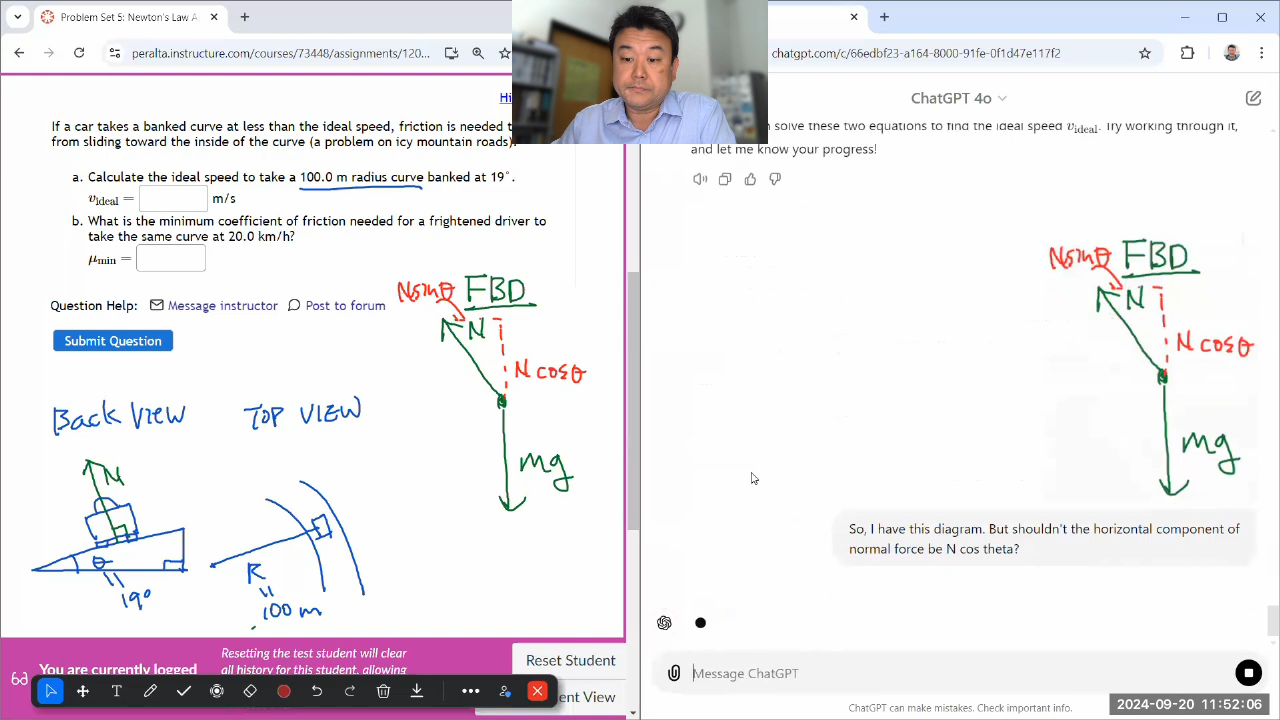 Problem Set 5: Newton's Law A
peralta.instructure.com/courses/73448/assignments/120...
chatgpt.com/c/66edbf23-a164-8000-91fe-0f1d47e117f2
Hi
If a car takes a banked curve at less than the ideal speed, friction is needed t
from sliding toward the inside of the curve (a problem on icy mountain roads)
a. Calculate the ideal speed to take a 100.0 m radius curve banked at 19°.
v_ideal = m/s
b. What is the minimum coefficient of friction needed for a frightened driver to
take the same curve at 20.0 km/h?
μ_min =
Question Help: Message instructor Post to forum
Submit Question
N sin θ FBD
N
N cos θ
mg
Back VIEW TOP VIEW
N
θ
19°
R
100 m
You are currently logged
Resetting the test student will clear
all history for this student, allowing
Reset Student
ent View
ChatGPT 4o
solve these two equations to find the ideal speed v_ideal. Try working through it,
and let me know your progress!
N sin θ FBD
N
N cos θ
mg
So, I have this diagram. But shouldn't the horizontal component of
normal force be N cos theta?
Message ChatGPT
ChatGPT can make mistakes. Check important info.
2024-09-20 11:52:06